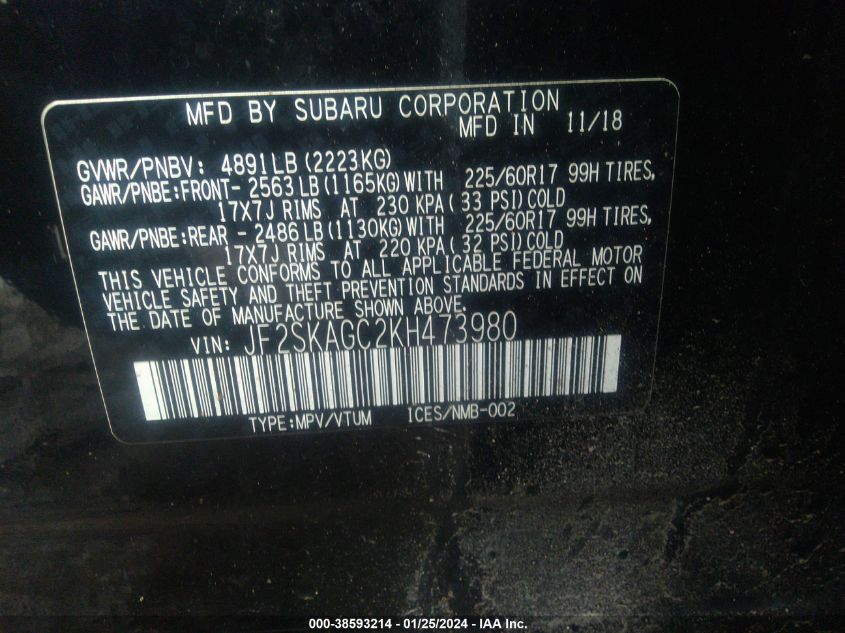 MFD BY SUBARU CORPORATION
MFD IN 11/18
GVWR/PNBV: 4891LB (2223KG)
GAWR/PNBE:FRONT- 2563 LB (1165KG) WITH 225/60R17 99H TIRES,
17X7J RIMS AT 230 KPA ( 33 PSI) COLD
GAWR/PNBE:REAR - 2486 LB (1130KG) WITH 225/60R17 99H TIRES,
17X7J RIMS AT 220 KPA ( 32 PSI) COLD
THIS VEHICLE CONFORMS TO ALL APPLICABLE FEDERAL MOTOR
VEHICLE SAFETY AND THEFT PREVENTION STANDARDS IN EFFECT ON
THE DATE OF MANUFACTURE SHOWN ABOVE.
VIN: JF2SKAGC2KH473980
TYPE:MPV/VTUM ICES/NMB-002
000-38593214 - 01/25/2024 - IAA Inc.